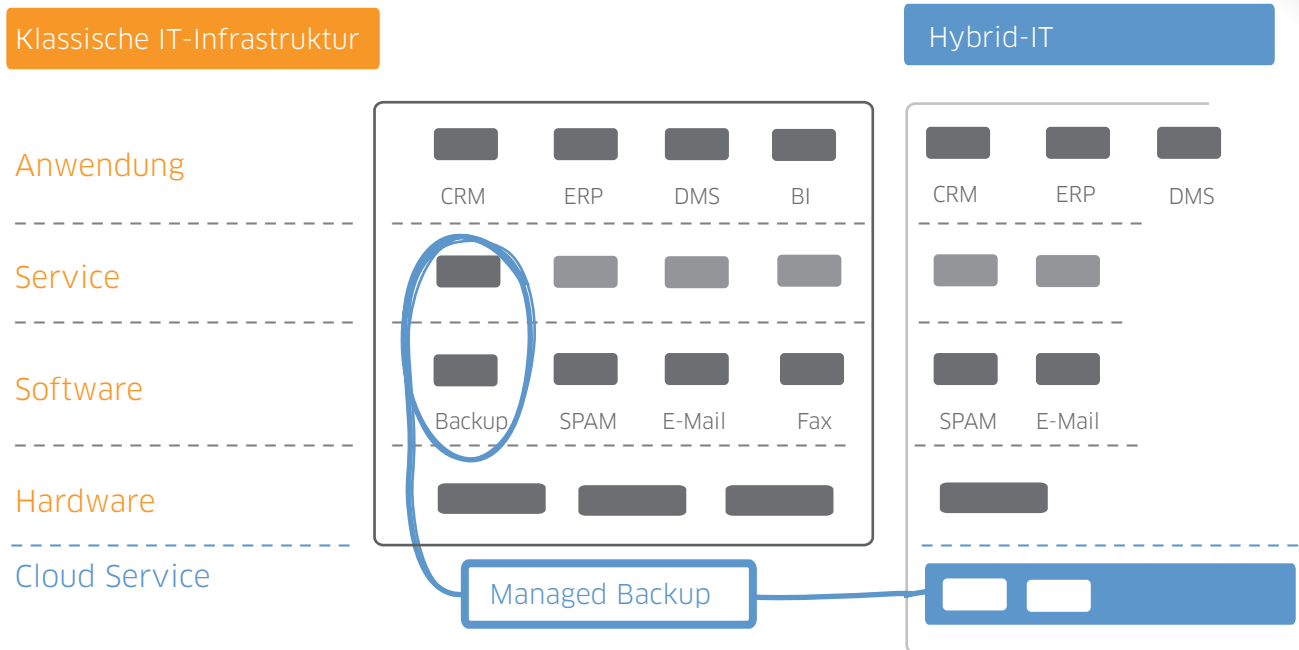 Klassische IT-Infrastruktur
Hybrid-IT
Anwendung
CRM ERP DMS BI
CRM ERP DMS
Service
Software
Backup SPAM E-Mail Fax
SPAM E-Mail
Hardware
Cloud Service
Managed Backup